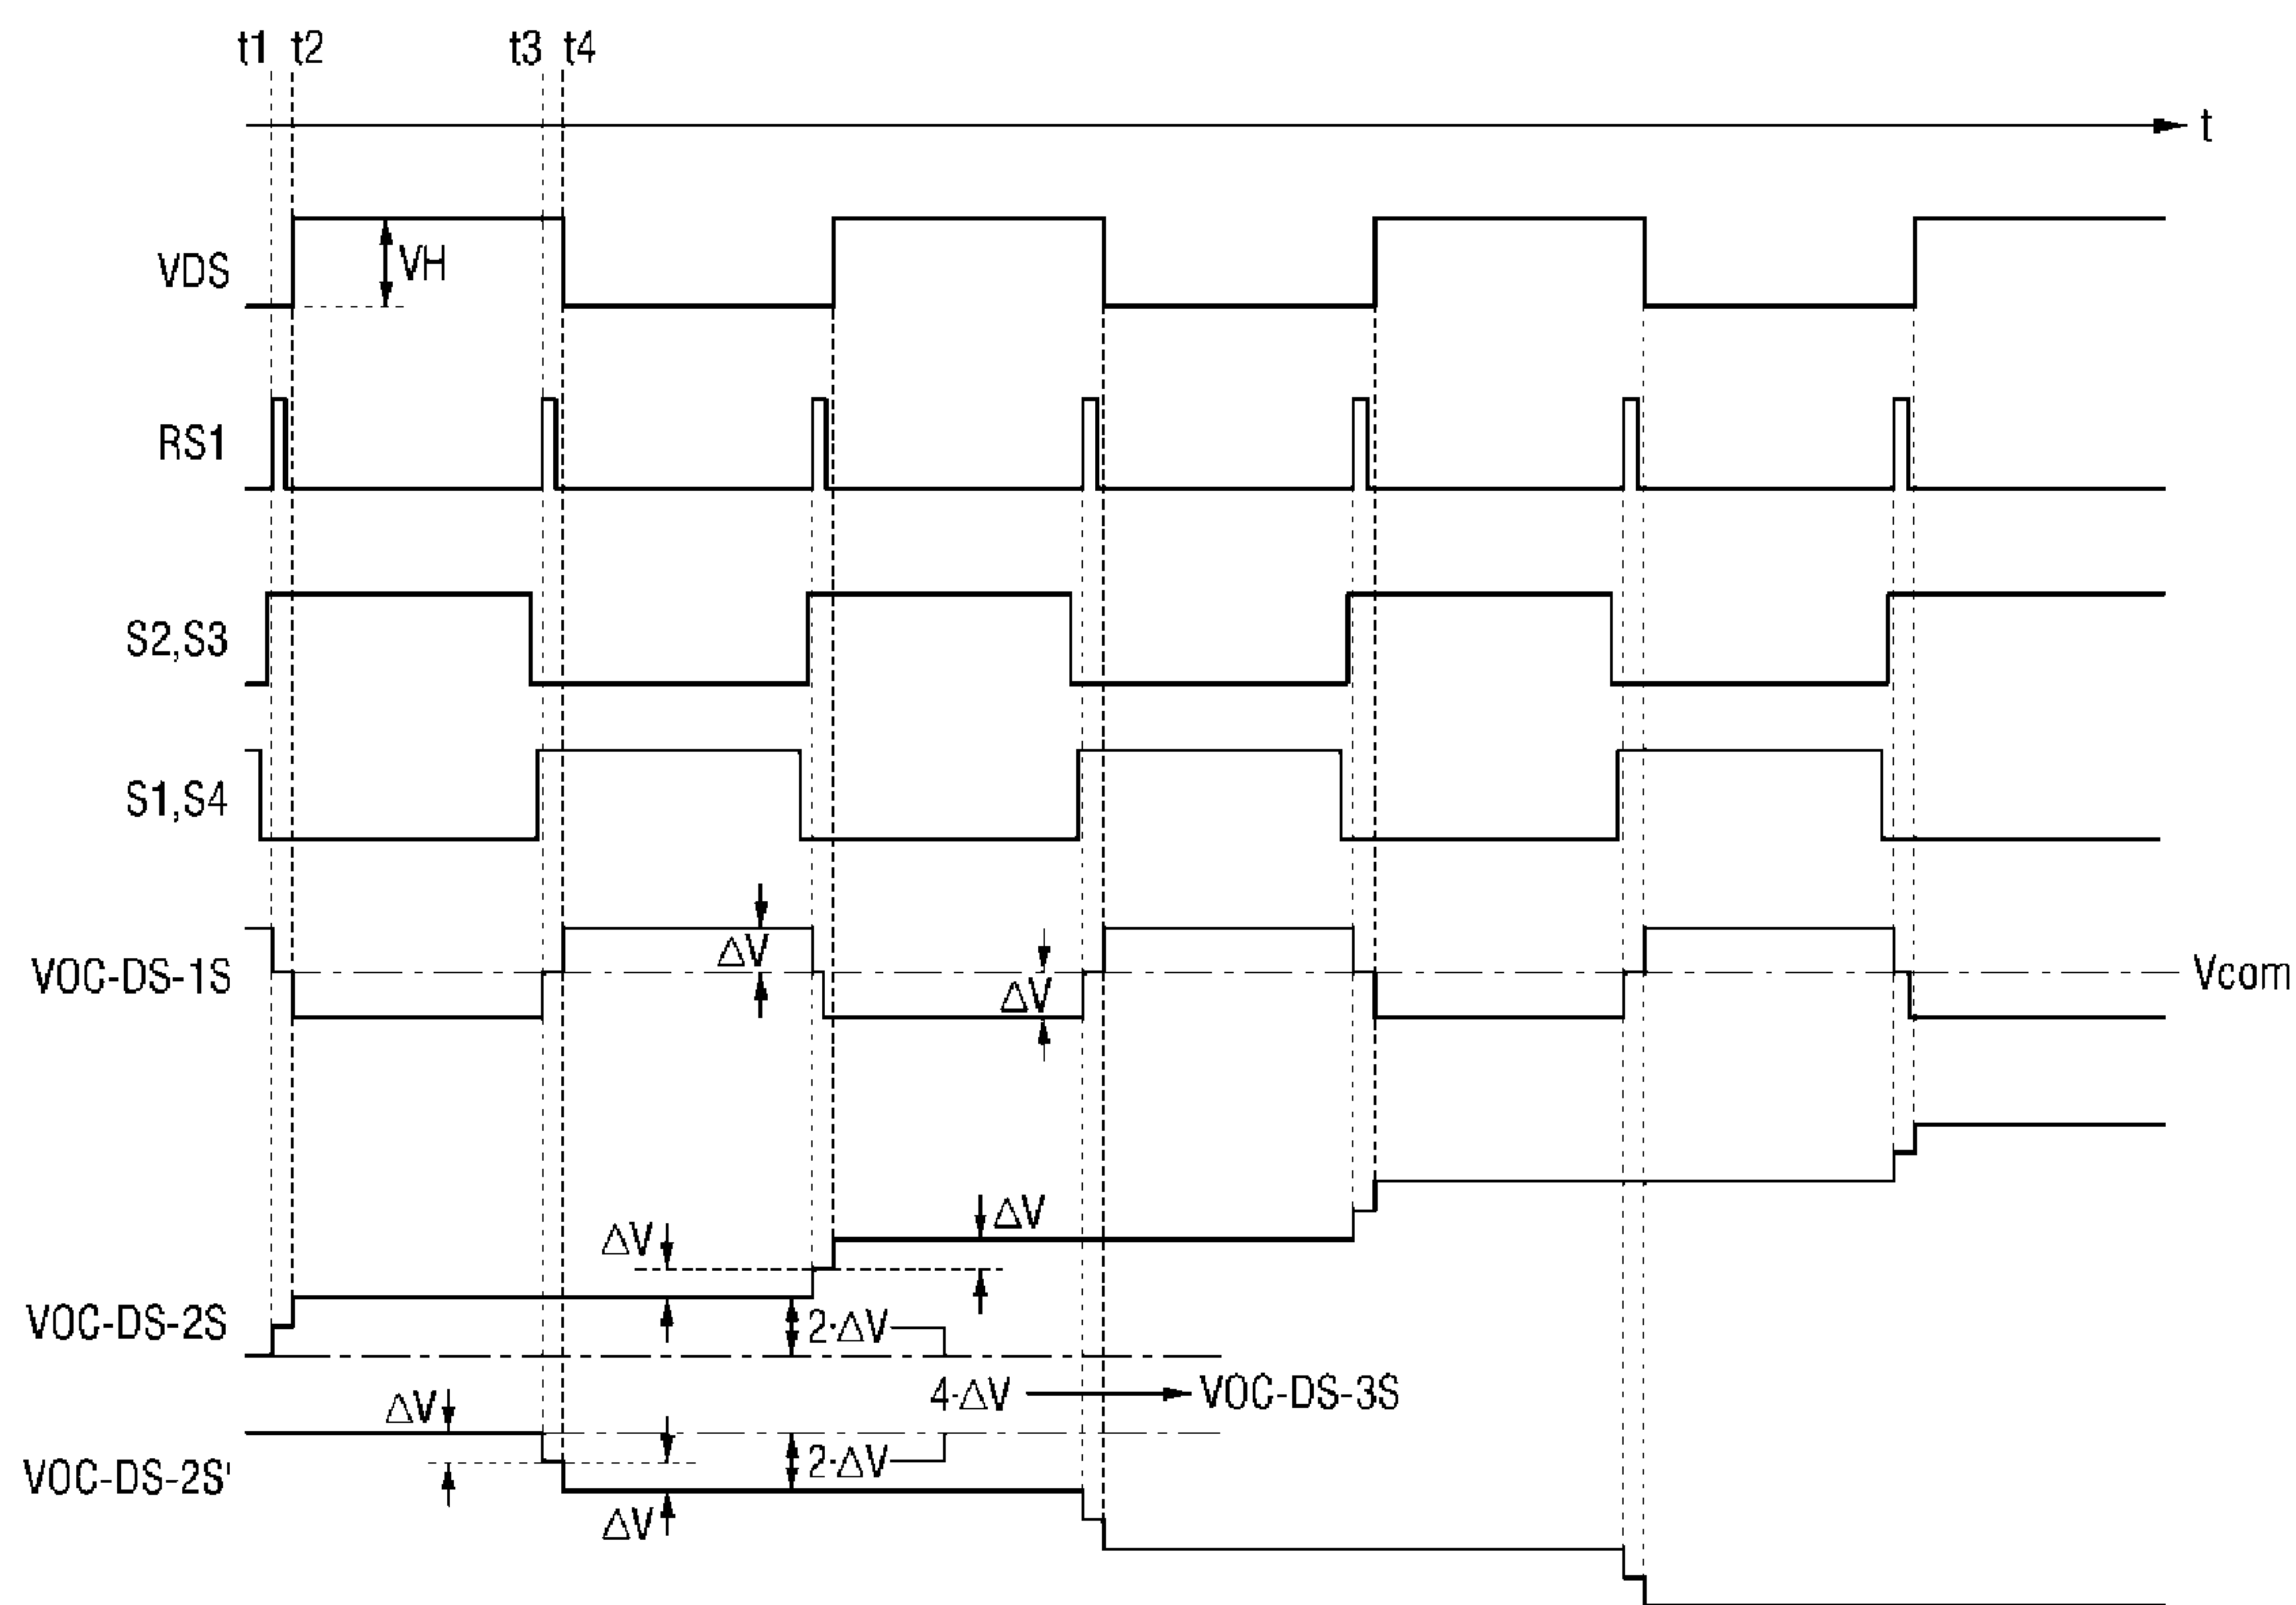 t1 t2 t3 t4
t
VDS
VH
RS1
S2,S3
S1,S4
VOC-DS-1S
ΔV
ΔV
Vcom
ΔV
ΔV
VOC-DS-2S
2·ΔV
4·ΔV
VOC-DS-3S
ΔV
VOC-DS-2S'
2·ΔV
ΔV